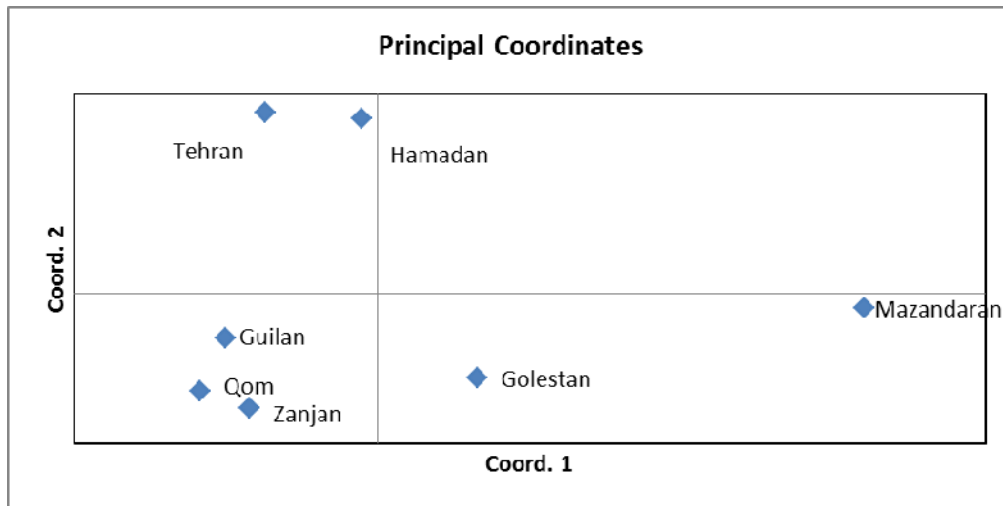 Principal Coordinates
Tehran
Hamadan
Coord. 2
Mazandaran
Guilan
Golestan
Qom
Zanjan
Coord. 1